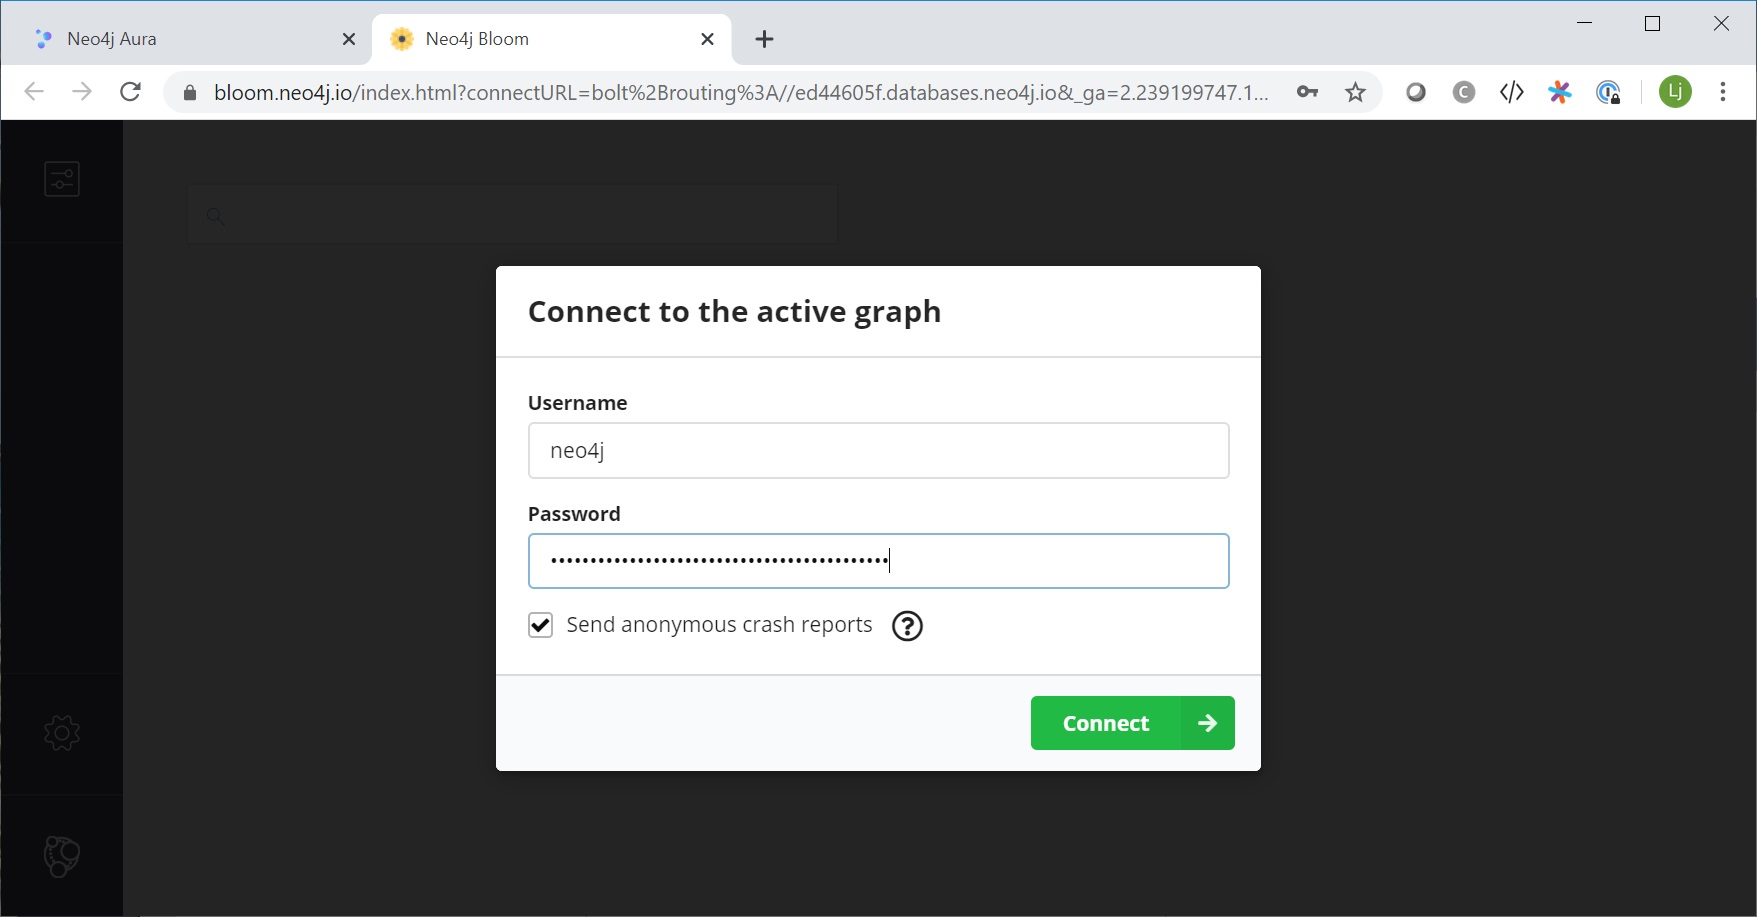 Neo4j Aura
Neo4j Bloom
bloom.neo4j.io/index.html?connectURL=bolt%2Brouting%3A//ed44605f.databases.neo4j.io&_ga=2.239199747.1...
C
Lj
Connect to the active graph
Username
neo4j
Password
Send anonymous crash reports ?
Connect